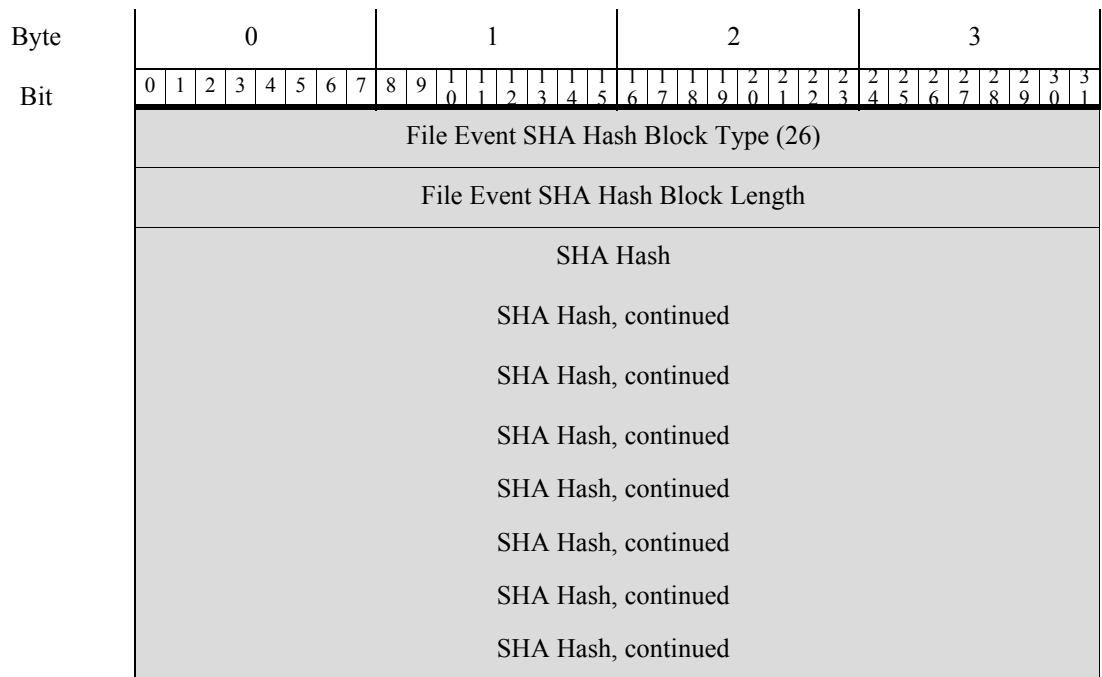 Byte 0 1 2 3
Bit 0 1 2 3 4 5 6 7 8 9 10 11 12 13 14 15 16 17 18 19 20 21 22 23 24 25 26 27 28 29 30 31
File Event SHA Hash Block Type (26)
File Event SHA Hash Block Length
SHA Hash
SHA Hash, continued
SHA Hash, continued
SHA Hash, continued
SHA Hash, continued
SHA Hash, continued
SHA Hash, continued
SHA Hash, continued